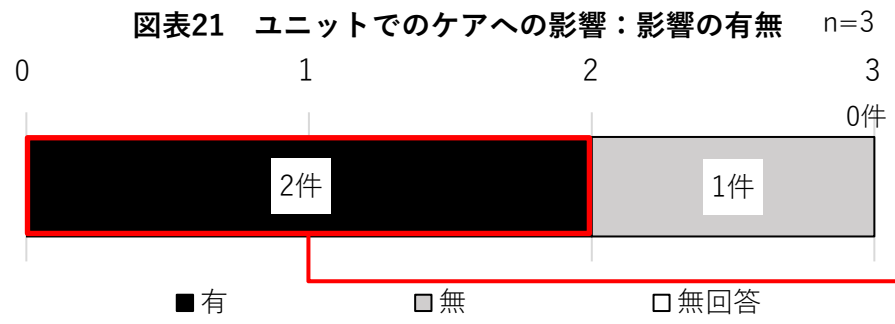 図表21　ユニットでのケアへの影響：影響の有無　n=3
0 1 2 3
0件
2件 1件
■有 ■無 □無回答